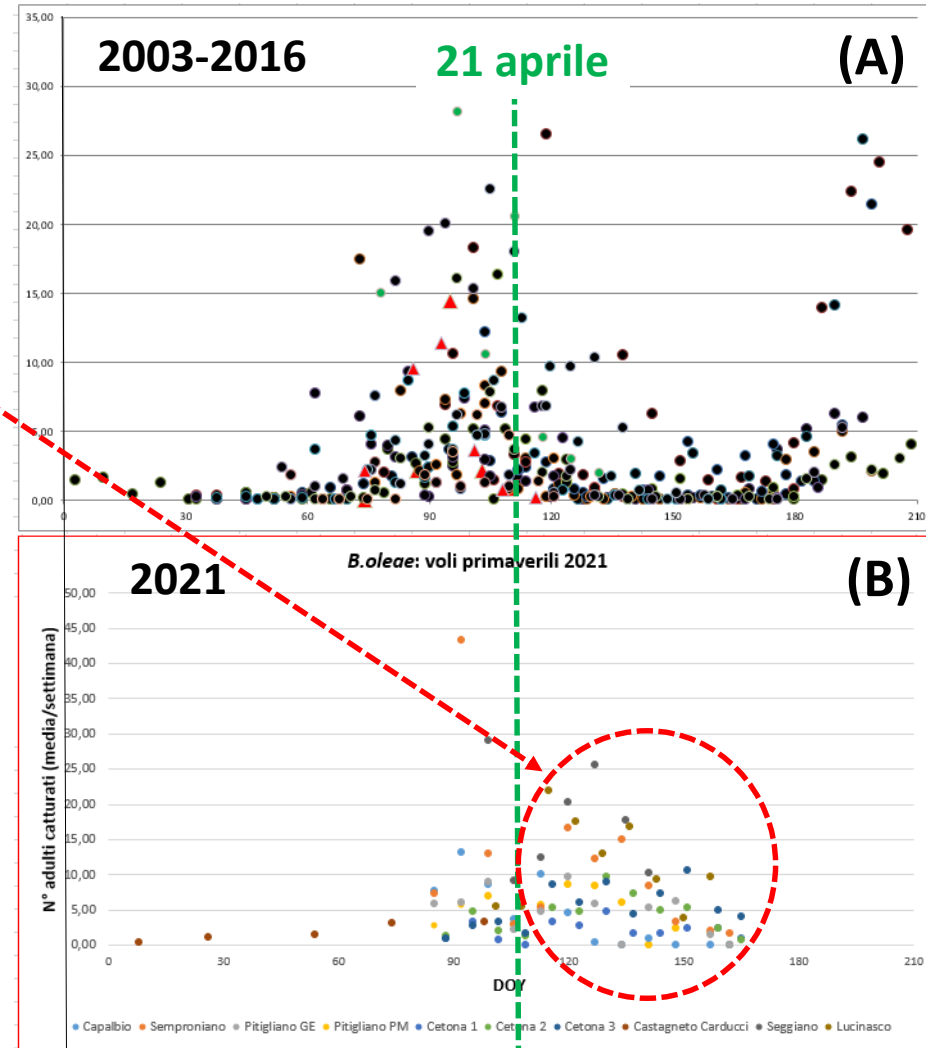 35,00
2003-2016
21 aprile
(A)
30,00
25,00
20,00
15,00
10,00
5,00
0,00
0 30 60 90 120 150 180 210
B.oleae: voli primaverili 2021
2021
(B)
N° adulti catturati (media/settimana)
50,00
45,00
40,00
35,00
30,00
25,00
20,00
15,00
10,00
5,00
0,00
0 30 60 90 120 150 180 210
DOY
Capalbio Semproniano Pitigliano GE Pitigliano PM Cetona 1 Cetona 2 Cetona 3 Castagneto Carducci Seggiano Lucinasco